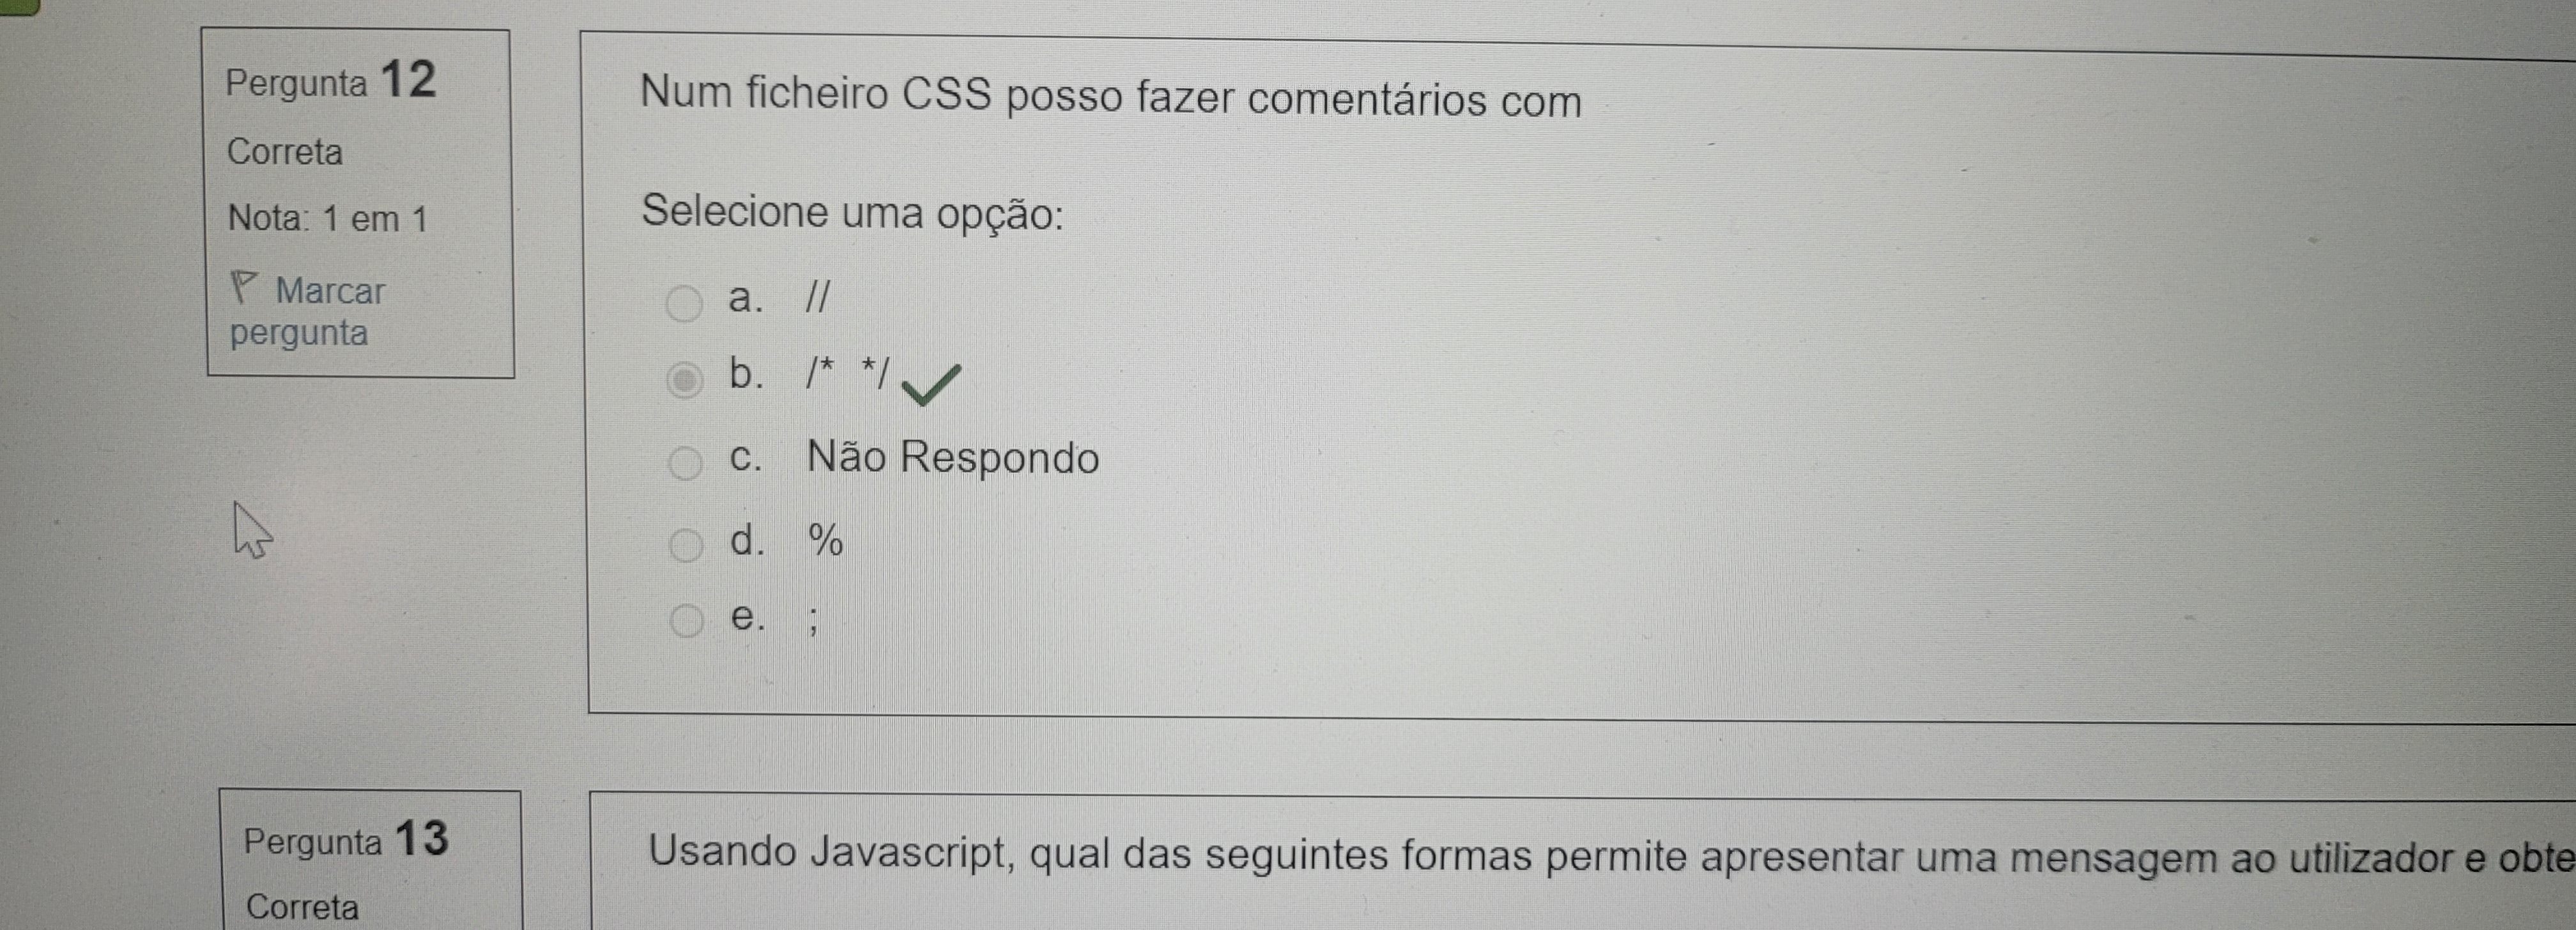 Pergunta 12
Correta
Nota: 1 em 1
Marcar
pergunta
Num ficheiro CSS posso fazer comentários com
Selecione uma opção:
a. //
b. /* */
c. Não Respondo
d. %
e. ;
Pergunta 13
Correta
Usando Javascript, qual das seguintes formas permite apresentar uma mensagem ao utilizador e obte